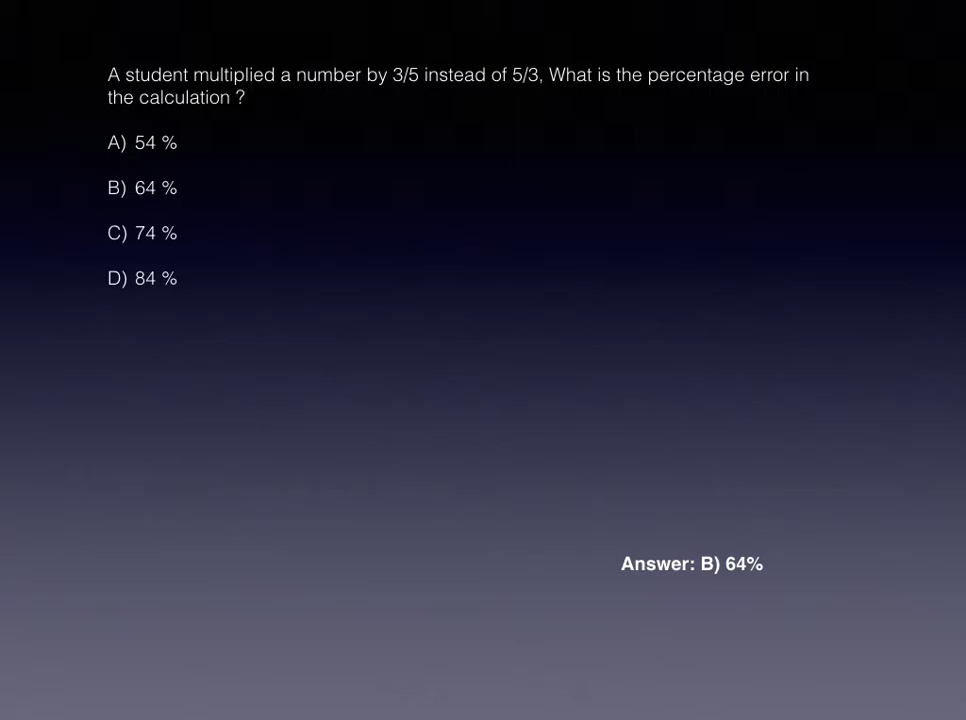 A student multiplied a number by 3/5 instead of 5/3, What is the percentage error in
the calculation ?
A) 54 %
B) 64 %
C) 74 %
D) 84 %
Answer: B) 64%